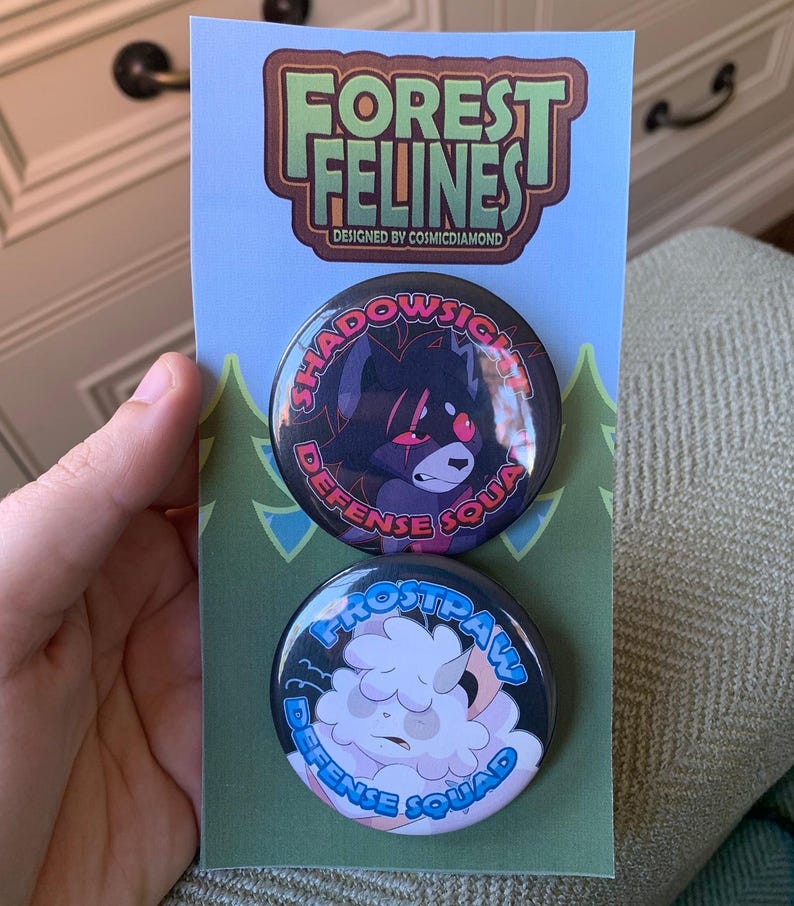 FOREST
FELINES
DESIGNED BY COSMICDIAMOND
SHADOWSIGHT
DEFENSE SQUAD
FROSTPAW
DEFENSE SQUAD